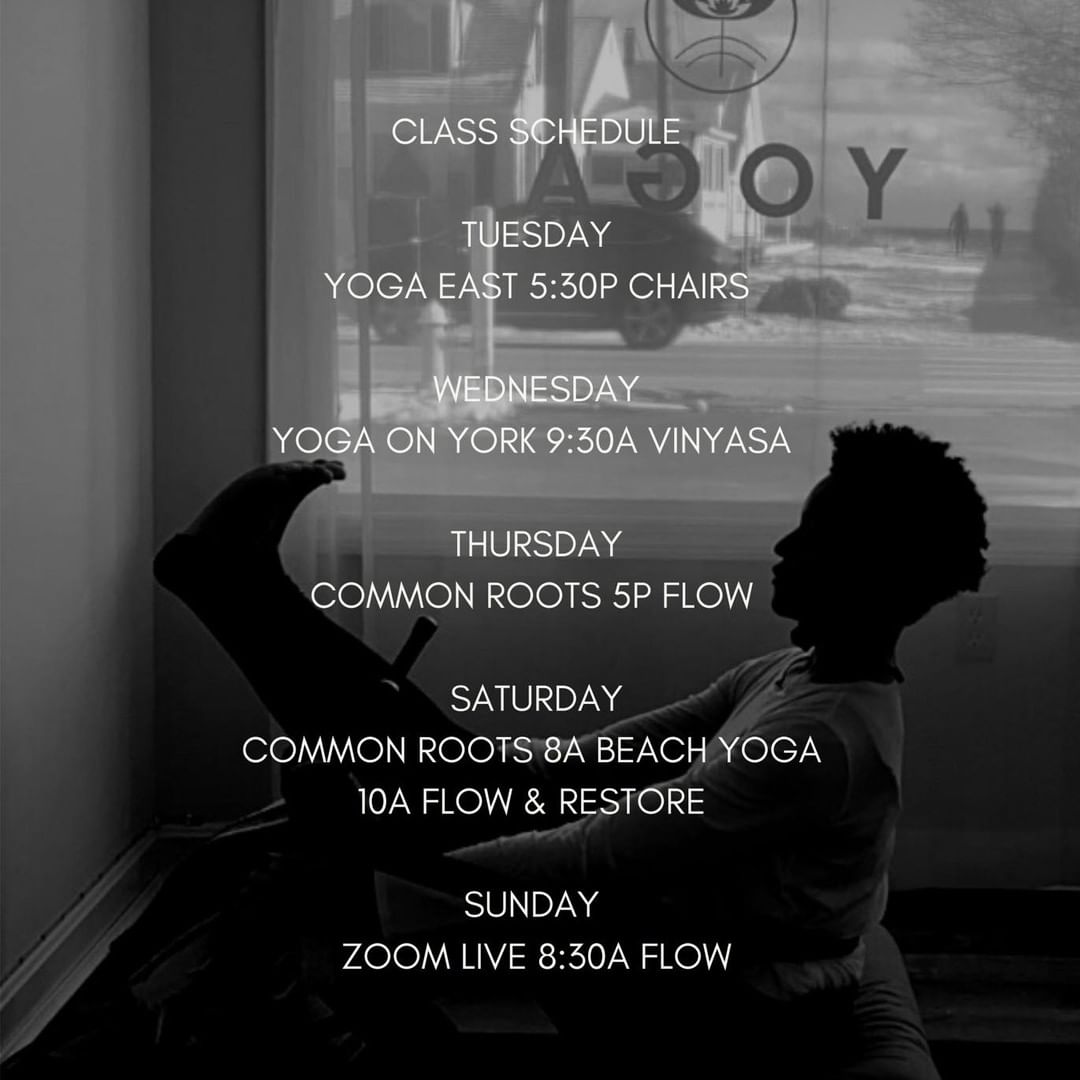 CLASS SCHEDULE
YOGA
TUESDAY
YOGA EAST 5:30P CHAIRS
WEDNESDAY
YOGA ON YORK 9:30A VINYASA
THURSDAY
COMMON ROOTS 5P FLOW
SATURDAY
COMMON ROOTS 8A BEACH YOGA
10A FLOW & RESTORE
SUNDAY
ZOOM LIVE 8:30A FLOW